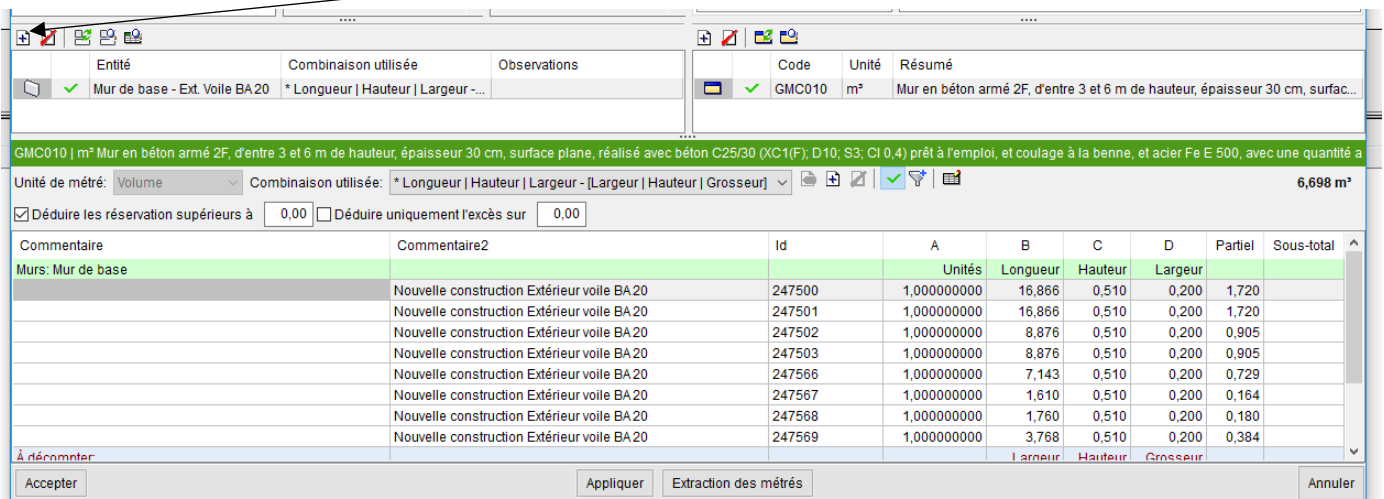 Entité Combinaison utilisée Observations
Mur de base - Ext. Voile BA20 * Longueur | Hauteur | Largeur -...
Code Unité Résumé
GMC010 m³ Mur en béton armé 2F, d'entre 3 et 6 m de hauteur, épaisseur 30 cm, surfac...
GMC010 | m³ Mur en béton armé 2F, d'entre 3 et 6 m de hauteur, épaisseur 30 cm, surface plane, réalisé avec béton C25/30 (XC1(F); D10; S3; Cl 0,4) prêt à l'emploi, et coulage à la benne, et acier Fe E 500, avec une quantité a
Unité de métré: Volume Combinaison utilisée: * Longueur | Hauteur | Largeur - [Largeur | Hauteur | Grosseur] 6,698 m³
Déduire les réservation supérieurs à 0,00 Déduire uniquement l'excès sur 0,00
Commentaire Commentaire2 Id A B C D Partiel Sous-total
Murs: Mur de base Unités Longueur Hauteur Largeur
Nouvelle construction Extérieur voile BA20 247500 1,000000000 16,866 0,510 0,200 1,720
Nouvelle construction Extérieur voile BA20 247501 1,000000000 16,866 0,510 0,200 1,720
Nouvelle construction Extérieur voile BA20 247502 1,000000000 8,876 0,510 0,200 0,905
Nouvelle construction Extérieur voile BA20 247503 1,000000000 8,876 0,510 0,200 0,905
Nouvelle construction Extérieur voile BA20 247566 1,000000000 7,143 0,510 0,200 0,729
Nouvelle construction Extérieur voile BA20 247567 1,000000000 1,610 0,510 0,200 0,164
Nouvelle construction Extérieur voile BA20 247568 1,000000000 1,760 0,510 0,200 0,180
Nouvelle construction Extérieur voile BA20 247569 1,000000000 3,768 0,510 0,200 0,384
À décompter: Largeur Hauteur Grosseur
Accepter Appliquer Extraction des métrés Annuler